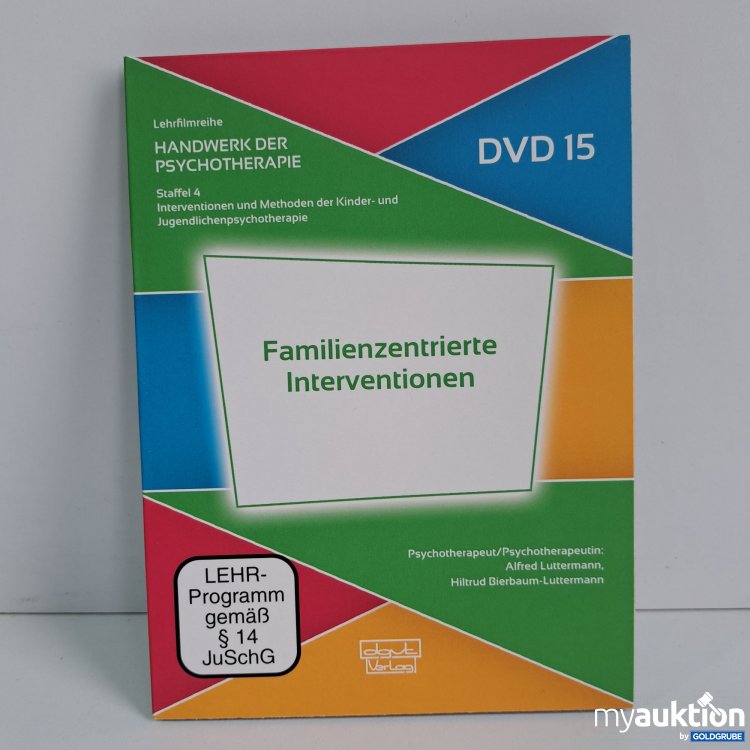 Lehrfilmreihe
HANDWERK DER
PSYCHOTHERAPIE
Staffel 4
Interventionen und Methoden der Kinder- und
Jugendlichenpsychotherapie
DVD 15
Familienzentrierte
Interventionen
Psychotherapeut/Psychotherapeutin:
Alfred Luttermann,
Hiltrud Bierbaum-Luttermann
LEHR-
Programm
gemäß
§ 14
JuSchG
dgvt
Verlag
myauktion
by GOLDGRUBE